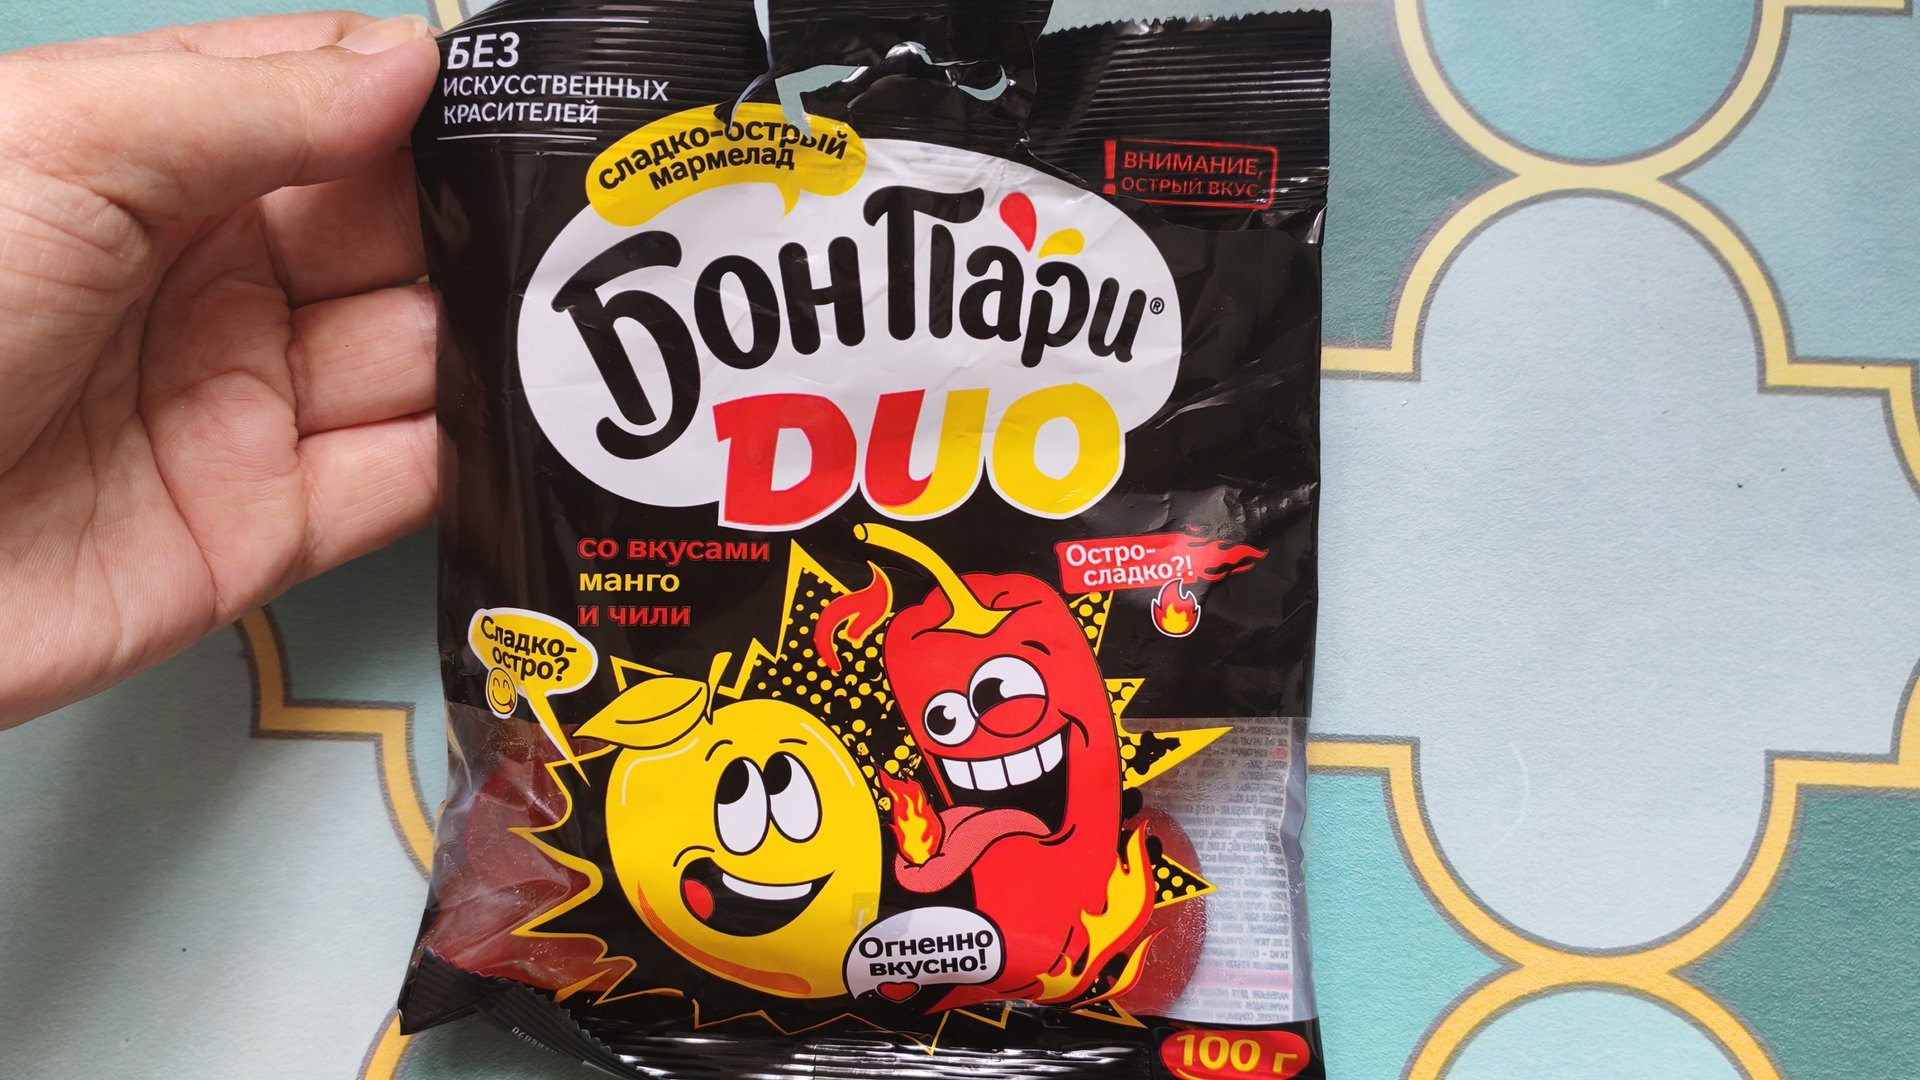 БЕЗ
ИСКУССТВЕННЫХ
КРАСИТЕЛЕЙ
сладко-острый
мармелад
! ВНИМАНИЕ,
ОСТРЫЙ ВКУС
БОН Пари®
DUO
со вкусами
манго
и чили
Остро-
сладко?!
Сладко-
остро?
Огненно
вкусно!
100 г